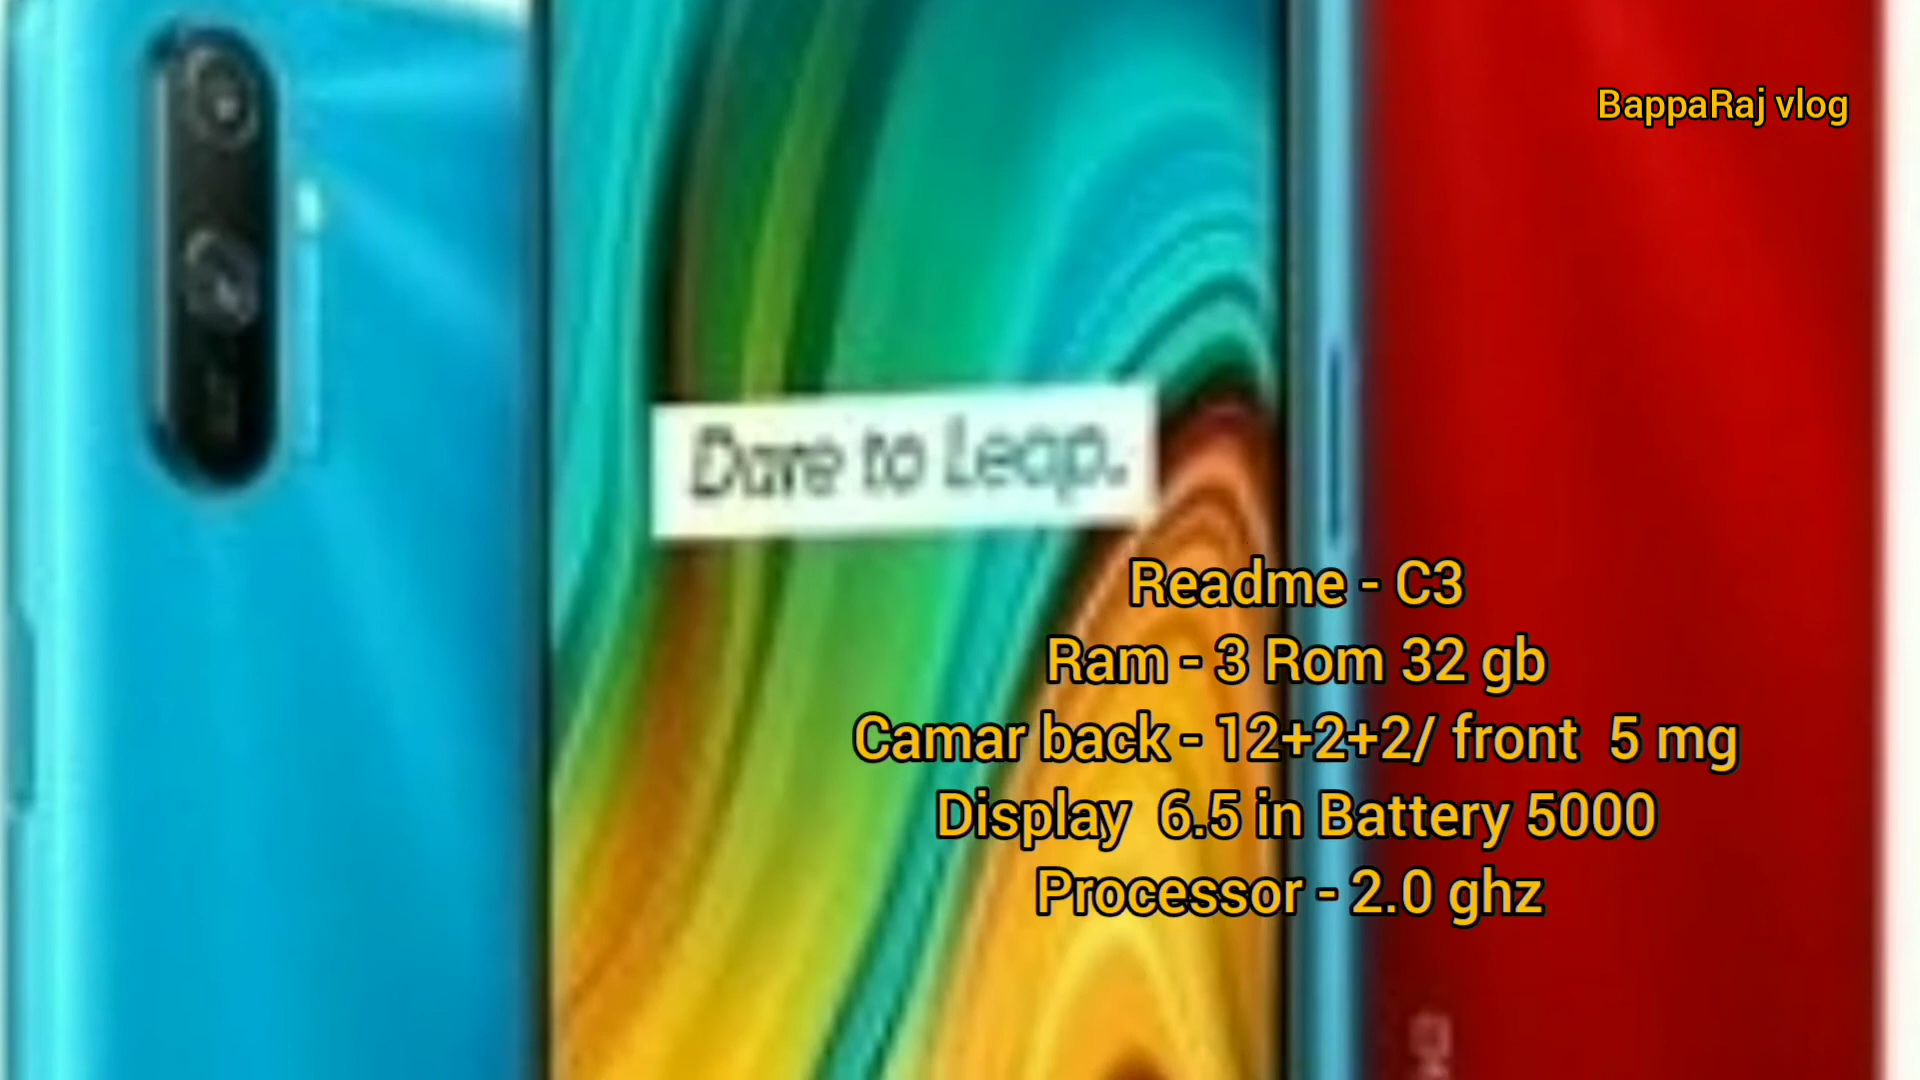 BappaRaj vlog
Dare to Leap.
Readme - C3
Ram - 3 Rom 32 gb
Camar back - 12+2+2/ front  5 mg
Display  6.5 in Battery 5000
Processor - 2.0 ghz